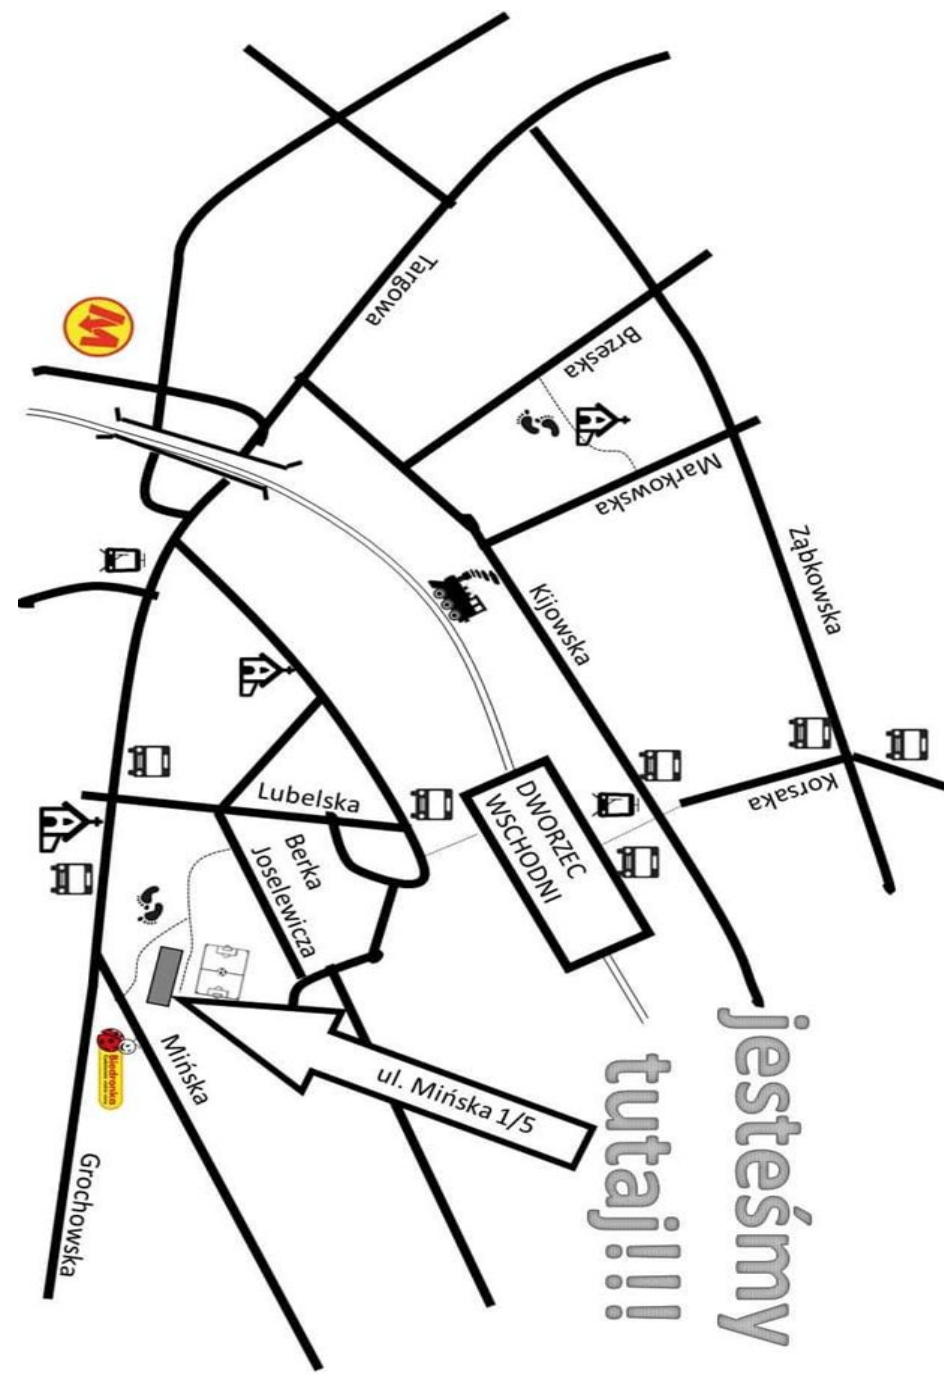 jesteśmy
tutaj!!!
Ząbkowska
Korsaka
Markowska
Brzeska
Kijowska
Targowa
DWORZEC
WSCHODNI
ul. Mińska 1/5
Lubelska
Berka
Joselewicza
Mińska
Grochowska
Biedronka
M